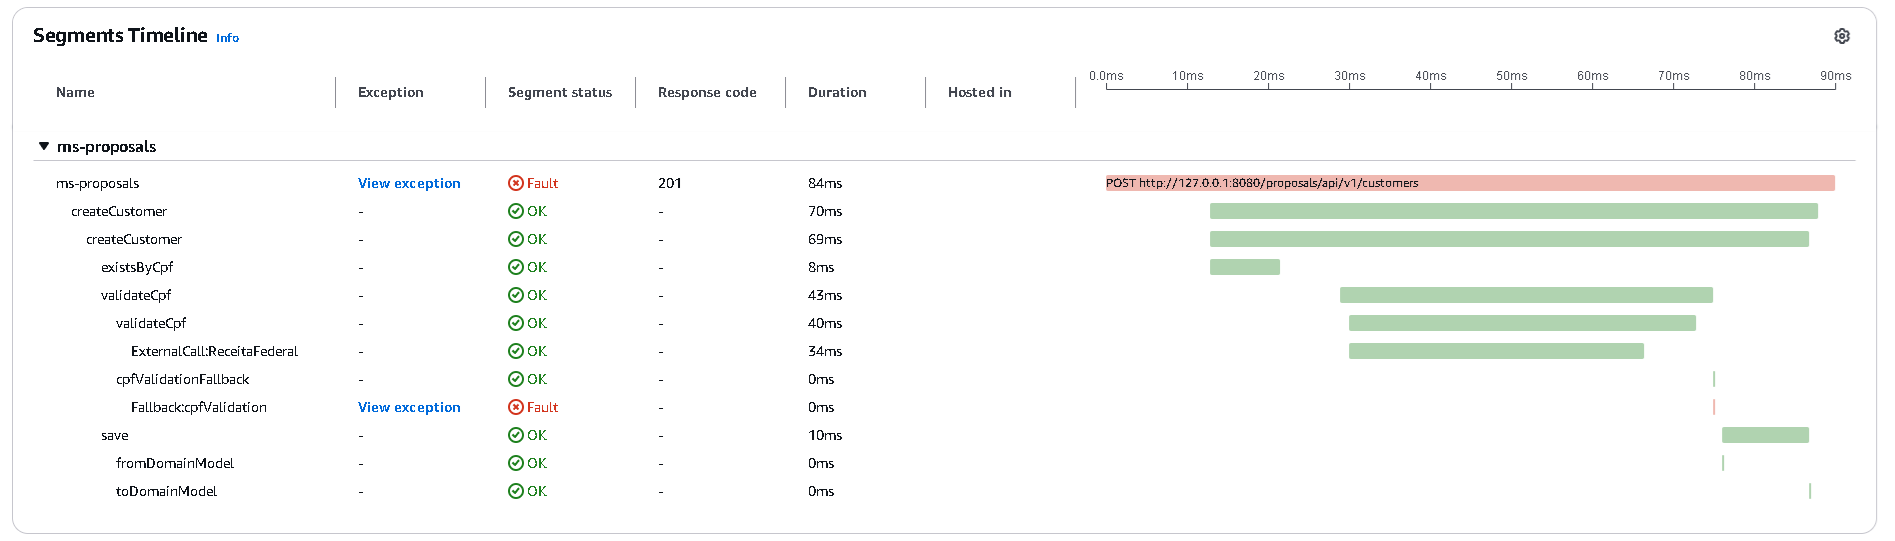 Segments Timeline Info
0.0ms 10ms 20ms 30ms 40ms 50ms 60ms 70ms 80ms 90ms
Name Exception Segment status Response code Duration Hosted in
ms-proposals
ms-proposals View exception Fault 201 84ms POST http://127.0.0.1:8080/proposals/api/v1/customers
createCustomer - OK - 70ms
createCustomer - OK - 69ms
existsByCpf - OK - 8ms
validateCpf - OK - 43ms
validateCpf - OK - 40ms
ExternalCall:ReceitaFederal - OK - 34ms
cpfValidationFallback - OK - 0ms
Fallback:cpfValidation View exception Fault - 0ms
save - OK - 10ms
fromDomainModel - OK - 0ms
toDomainModel - OK - 0ms